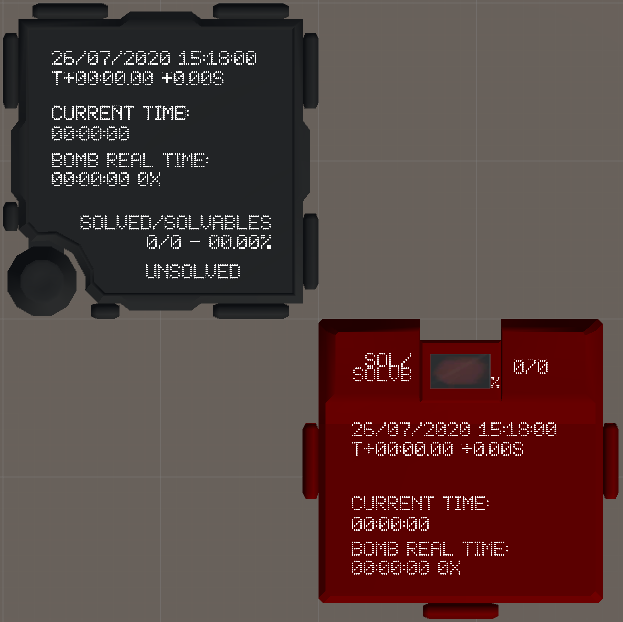 26/07/2020 15:18:00
T+00:00.00 +0.00S
CURRENT TIME:
00:00:00
BOMB REAL TIME:
00:00:00 0X
SOLVED/SOLVABLES
0/0 - 00.00%
UNSOLVED
SOL/
SOLVB
%
0/0
26/07/2020 15:18:00
T+00:00.00 +0.00S
CURRENT TIME:
00:00:00
BOMB REAL TIME:
00:00:00 0X